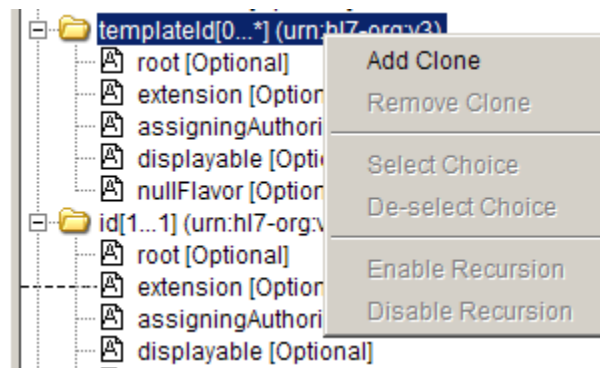 templateId[0...*] (urn:hl7-org:v3)
root [Optional]
Add Clone
extension [Option
Remove Clone
assigningAuthori
displayable [Opti
Select Choice
nullFlavor [Option
De-select Choice
id[1...1] (urn:hl7-org:v
root [Optional]
Enable Recursion
extension [Option
Disable Recursion
assigningAuthori
displayable [Optional]